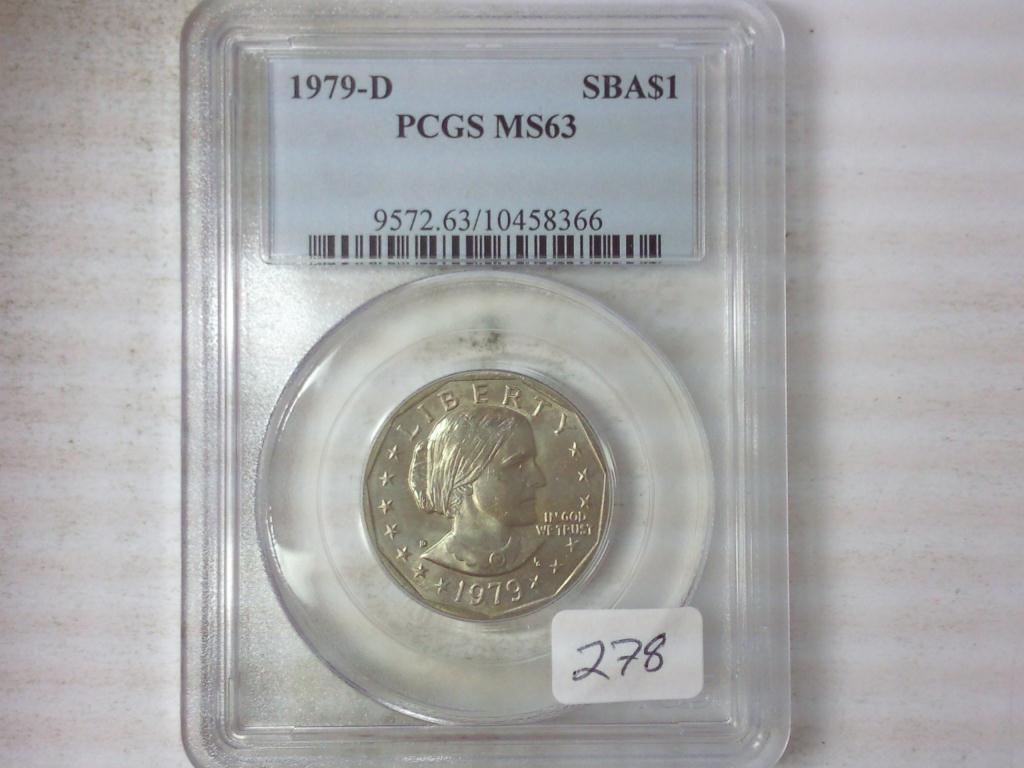 1979-D SBA$1
PCGS MS63
9572.63/10458366
LIBERTY
IN GOD
WE TRUST
D
1979
278